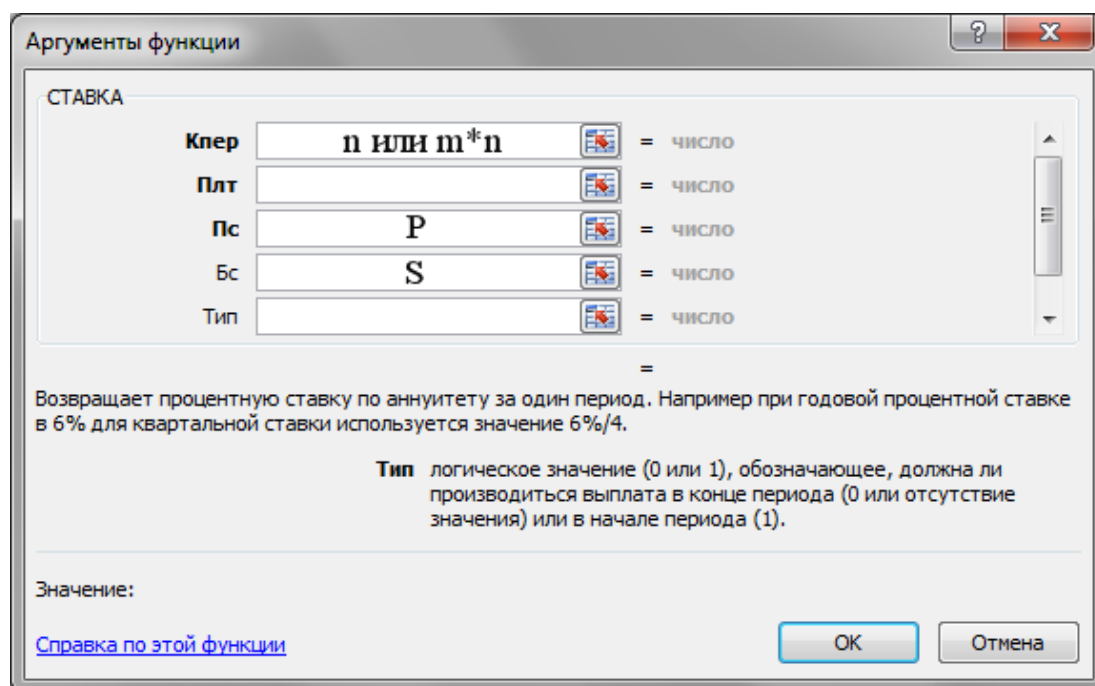 Аргументы функции
СТАВКА
Кпер n или m*n = число
Плт = число
Пс P = число
Бс S = число
Тип = число
=
Возвращает процентную ставку по аннуитету за один период. Например при годовой процентной ставке
в 6% для квартальной ставки используется значение 6%/4.
Тип логическое значение (0 или 1), обозначающее, должна ли
производиться выплата в конце периода (0 или отсутствие
значения) или в начале периода (1).
Значение:
Справка по этой функции
ОК Отмена